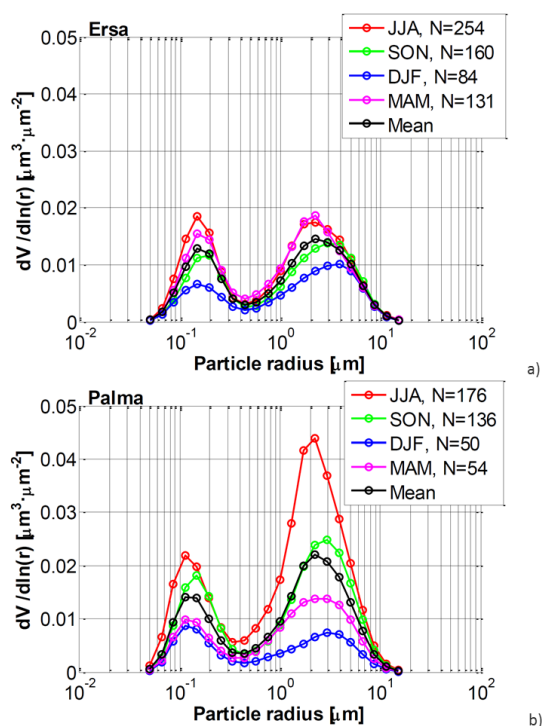 Ersa
JJA, N=254
SON, N=160
DJF, N=84
MAM, N=131
Mean
0.05
0.04
0.03
0.02
0.01
0
dV/dln(r) [μm³·μm⁻²]
10⁻² 10⁻¹ 10⁰ 10¹ 10²
Particle radius [μm]
a)
Palma
JJA, N=176
SON, N=136
DJF, N=50
MAM, N=54
Mean
0.05
0.04
0.03
0.02
0.01
0
dV/dln(r) [μm³·μm⁻²]
10⁻² 10⁻¹ 10⁰ 10¹ 10²
Particle radius [μm]
b)